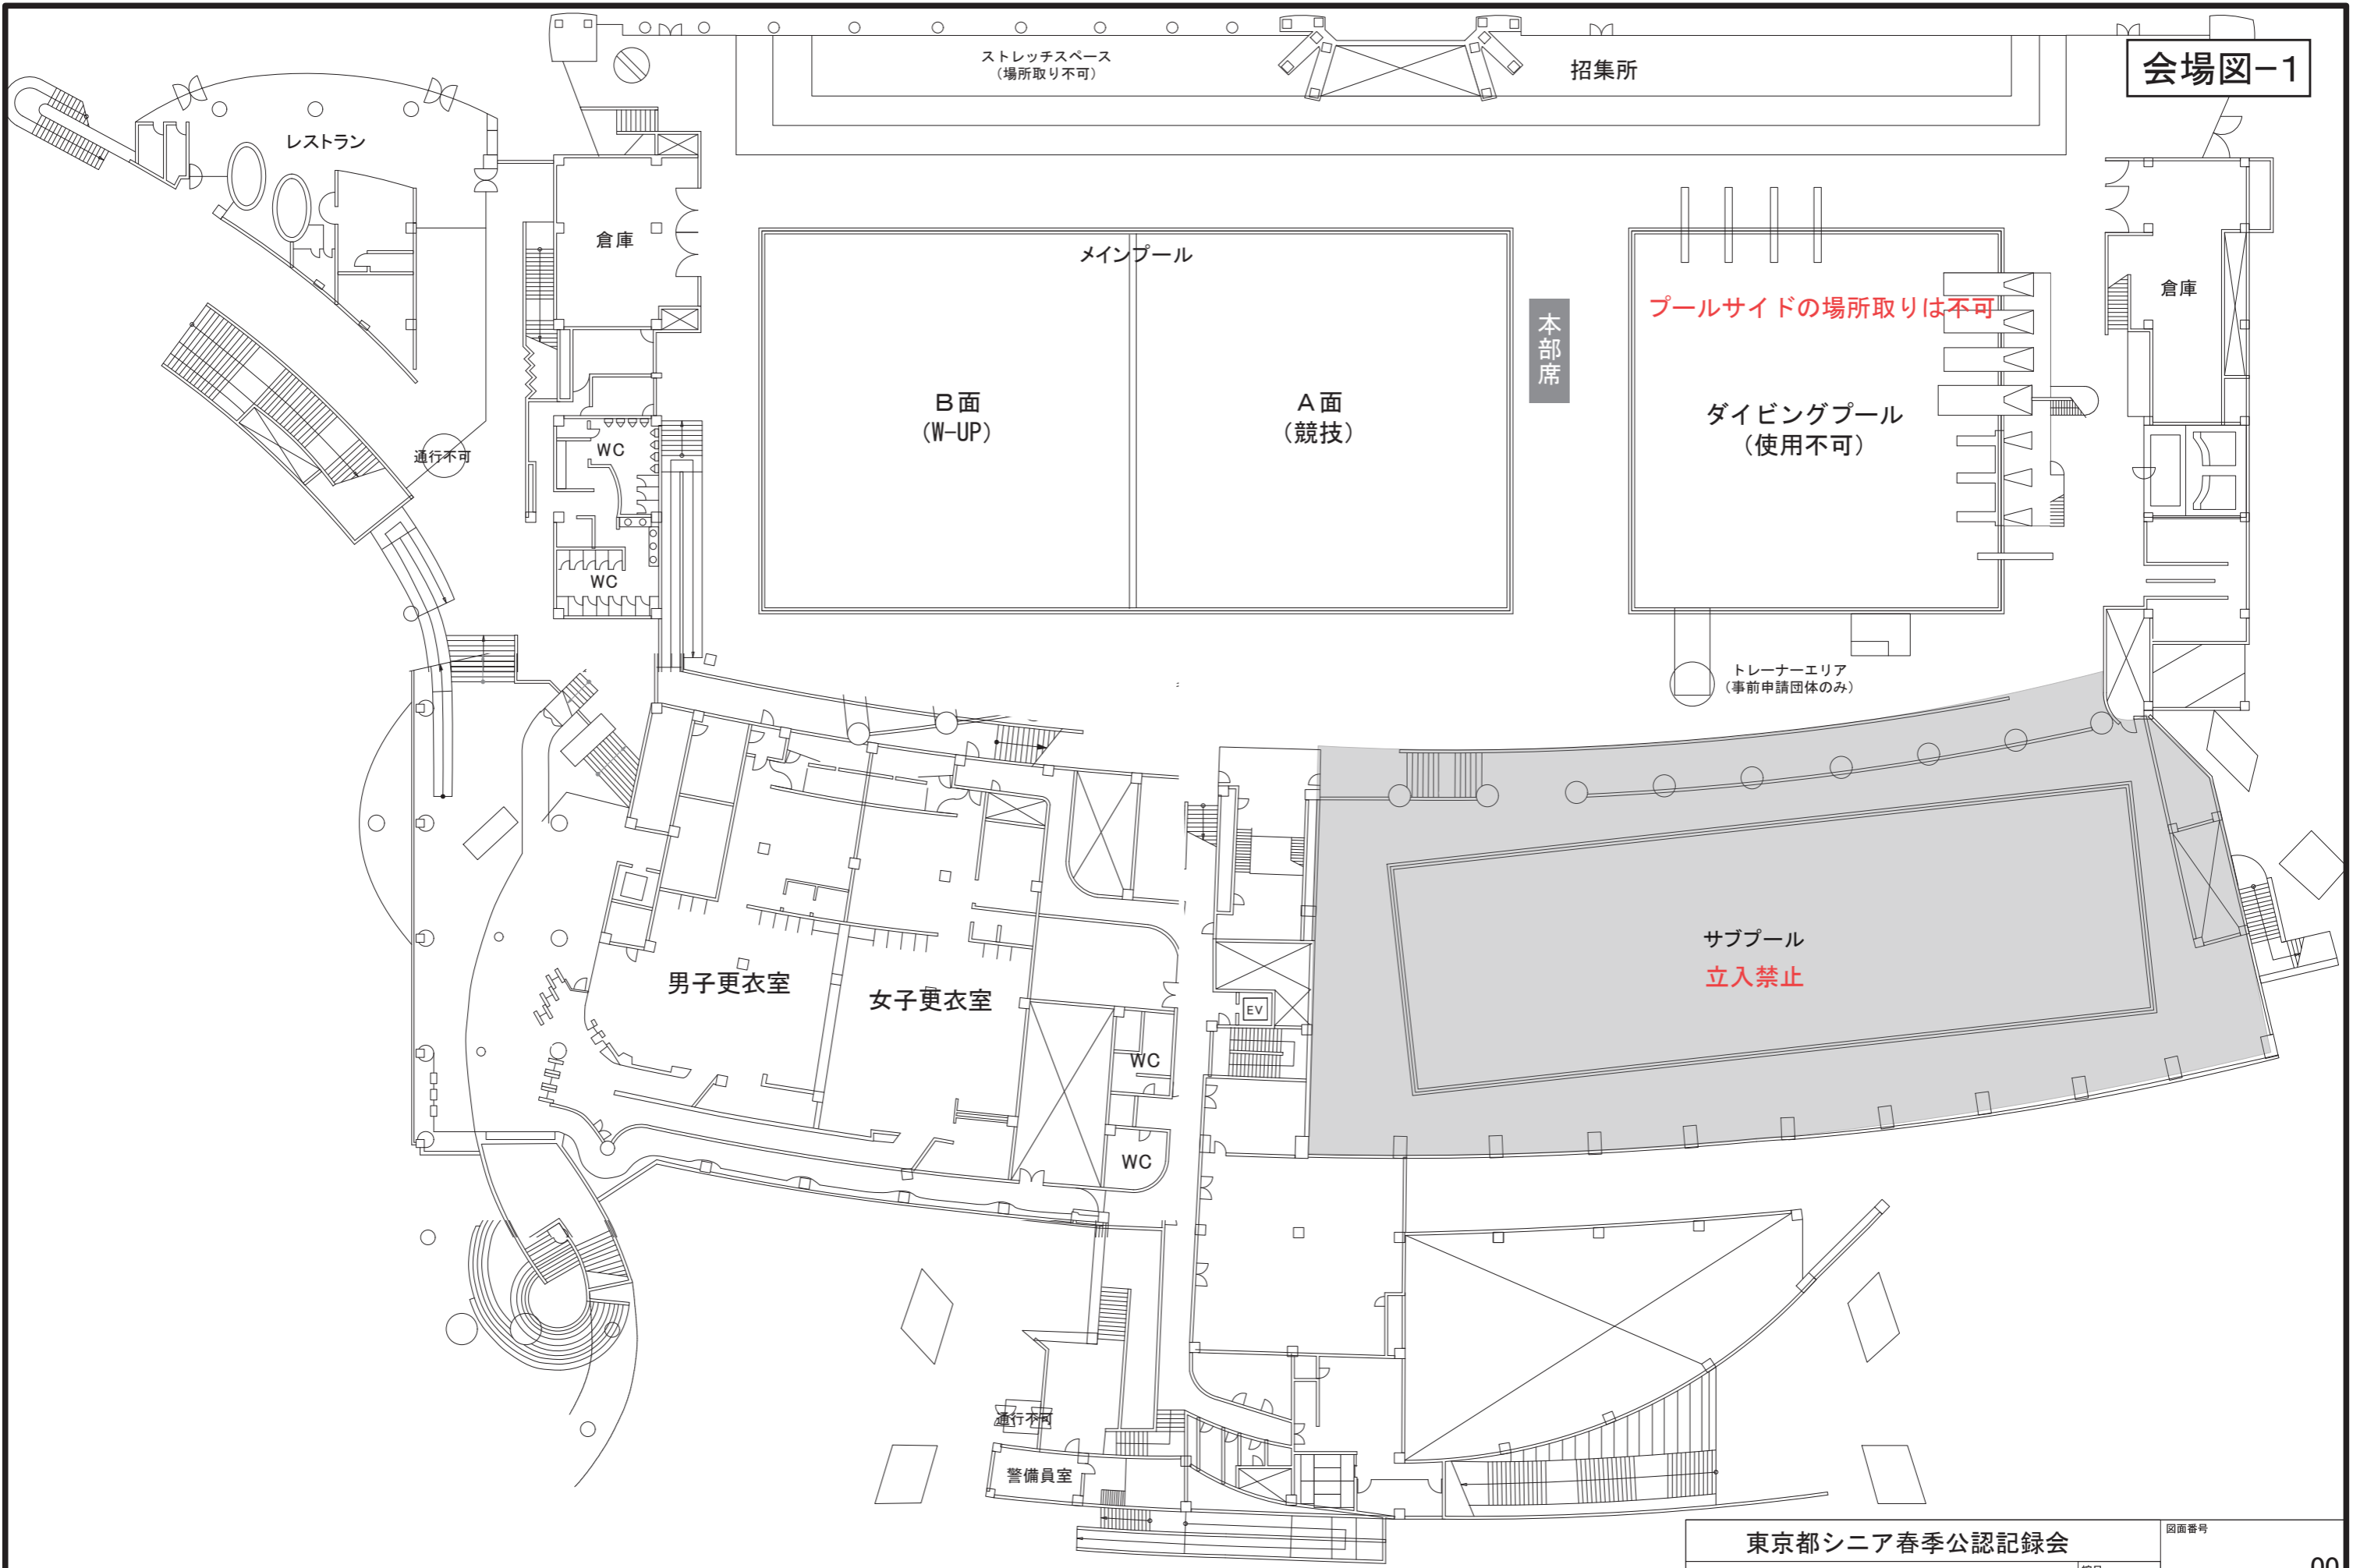 会場図-1
ストレッチスペース
(場所取り不可)
招集所
レストラン
倉庫
メインプール
プールサイドの場所取りは不可
倉庫
本部席
B面
(W-UP)
A面
(競技)
ダイビングプール
(使用不可)
通行不可
WC
WC
トレーナーエリア
(事前申請団体のみ)
サブプール
立入禁止
男子更衣室
女子更衣室
EV
WC
WC
通行不可
警備員室
東京都シニア春季公認記録会
図面番号
00